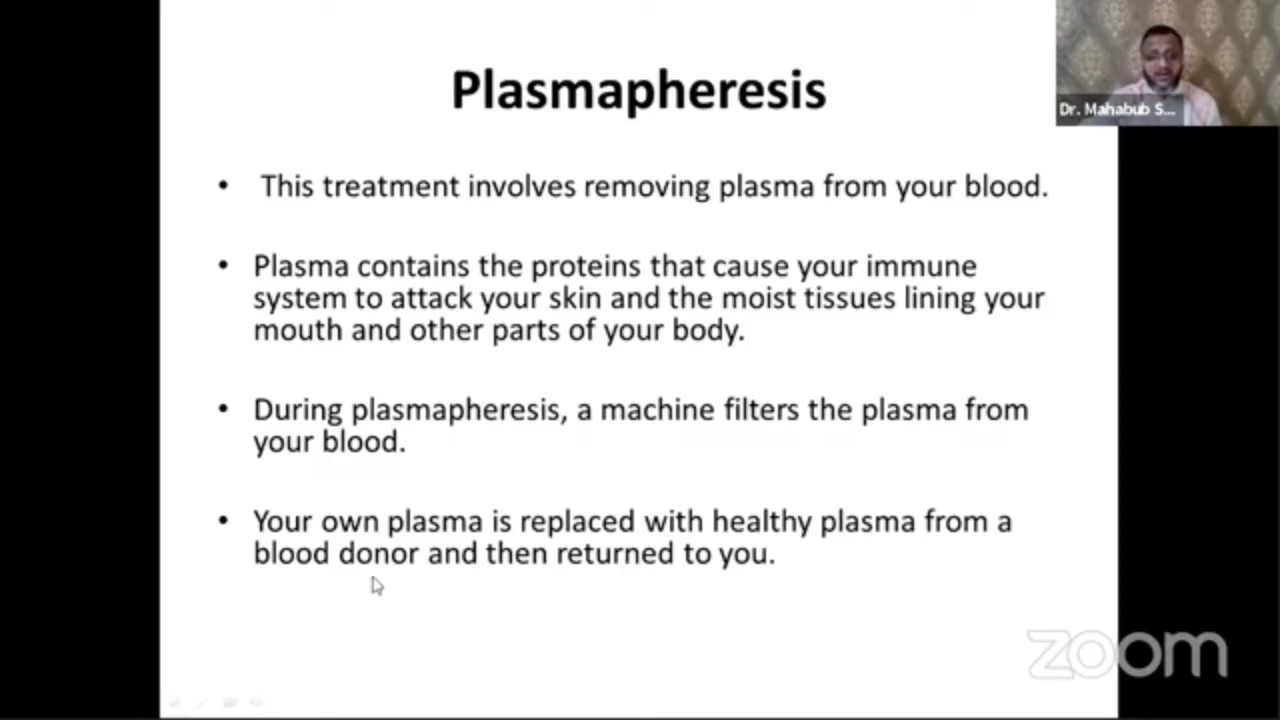 Plasmapheresis
Dr. Mahabub S...
• This treatment involves removing plasma from your blood.
• Plasma contains the proteins that cause your immune
system to attack your skin and the moist tissues lining your
mouth and other parts of your body.
• During plasmapheresis, a machine filters the plasma from
your blood.
• Your own plasma is replaced with healthy plasma from a
blood donor and then returned to you.
zoom